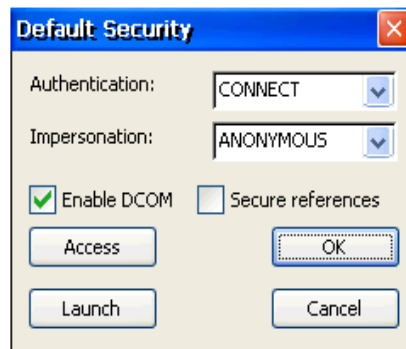 Default Security
Authentication: CONNECT
Impersonation: ANONYMOUS
Enable DCOM Secure references
Access OK
Launch Cancel